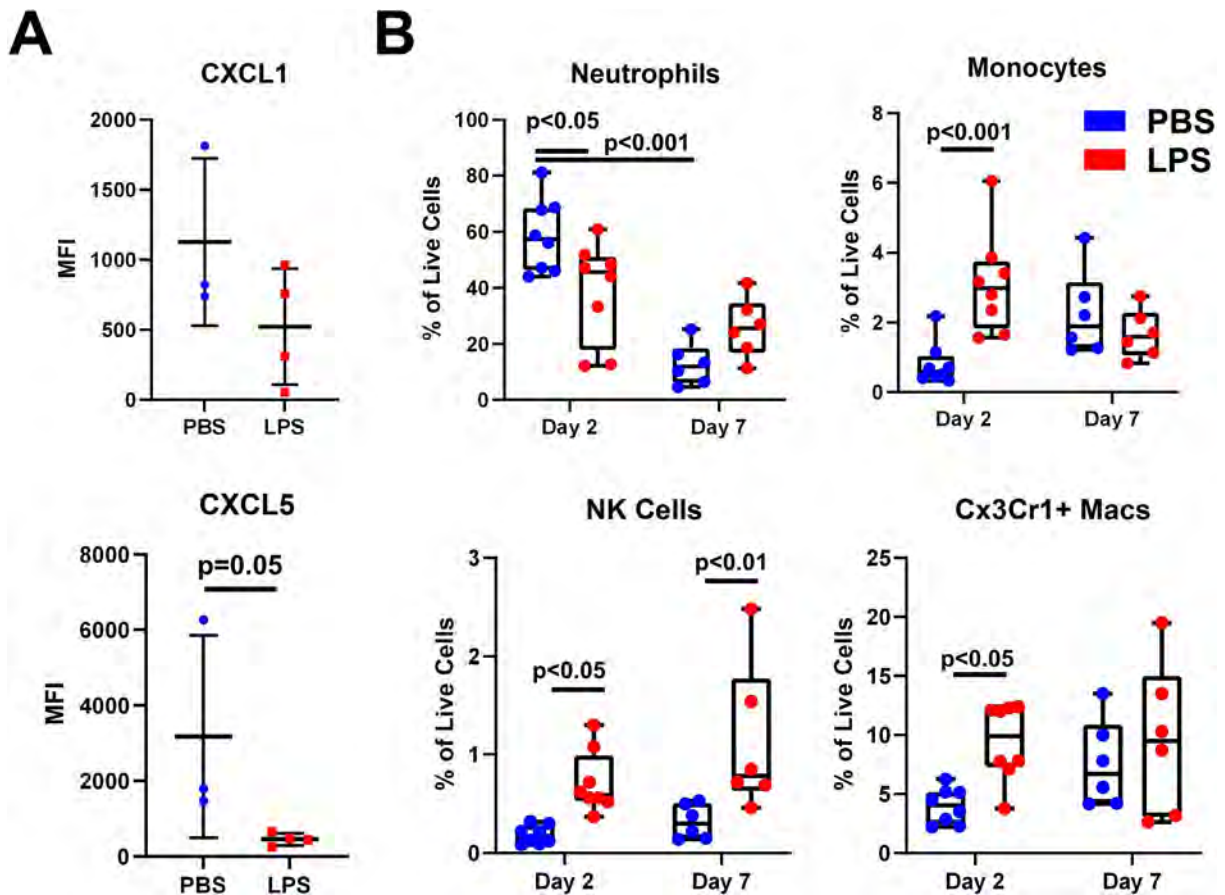 A
B
CXCL1
2000
1500
1000
500
0
MFI
PBS
LPS
Neutrophils
100
80
60
40
20
0
% of Live Cells
p<0.05
p<0.001
Day 2
Day 7
Monocytes
8
6
4
2
0
% of Live Cells
p<0.001
PBS
LPS
Day 2
Day 7
CXCL5
8000
6000
4000
2000
0
MFI
p=0.05
PBS
LPS
NK Cells
3
2
1
0
% of Live Cells
p<0.05
p<0.01
Day 2
Day 7
Cx3Cr1+ Macs
25
20
15
10
5
0
% of Live Cells
p<0.05
Day 2
Day 7